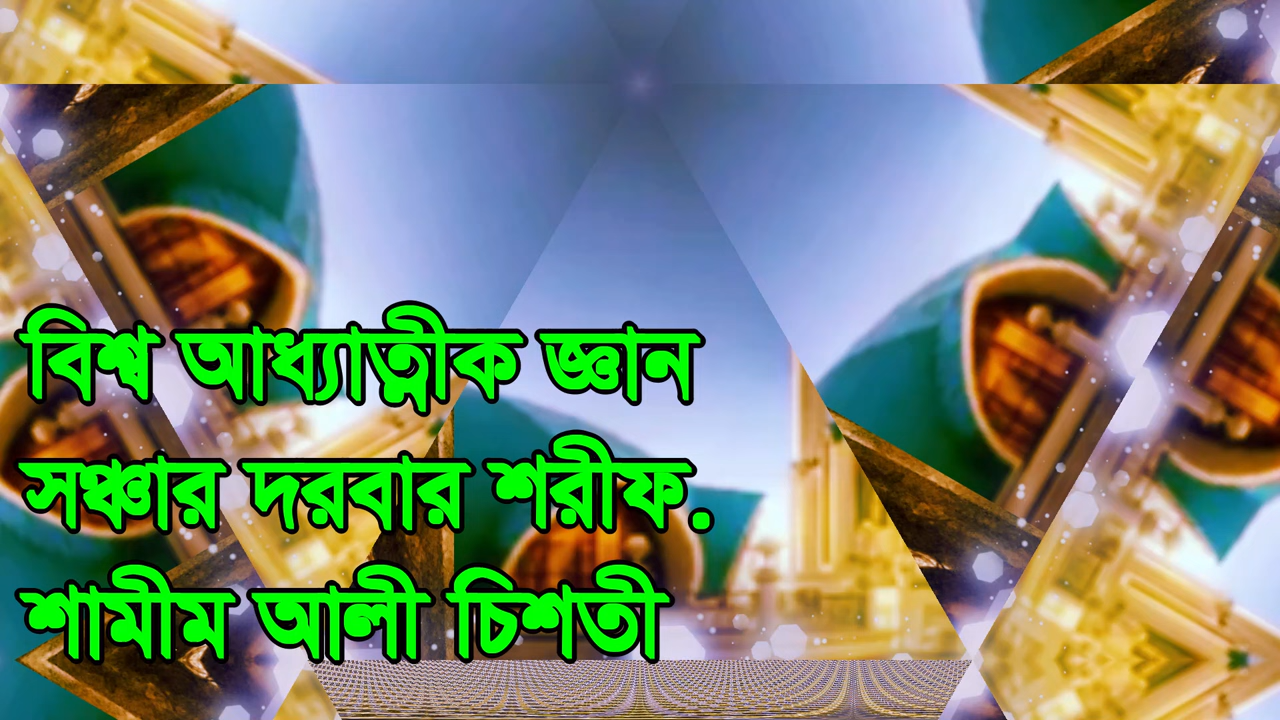 বিশ্ব আধ্যাত্নীক জ্ঞান
সঞ্চার দরবার শরীফ.
শামীম আলী চিশতী